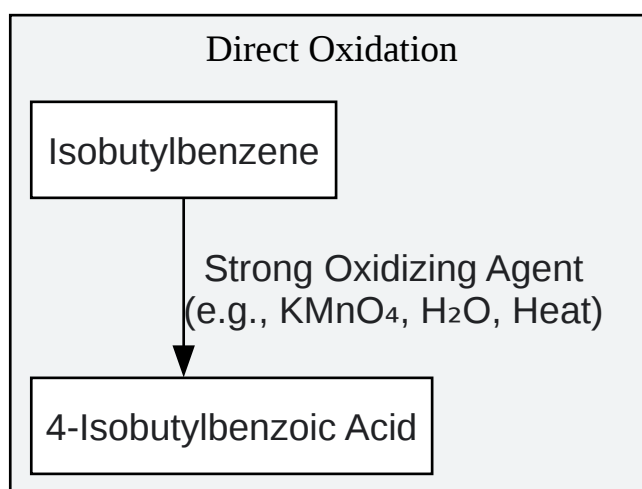 Direct Oxidation
Isobutylbenzene
Strong Oxidizing Agent
(e.g., KMnO₄, H₂O, Heat)
4-Isobutylbenzoic Acid